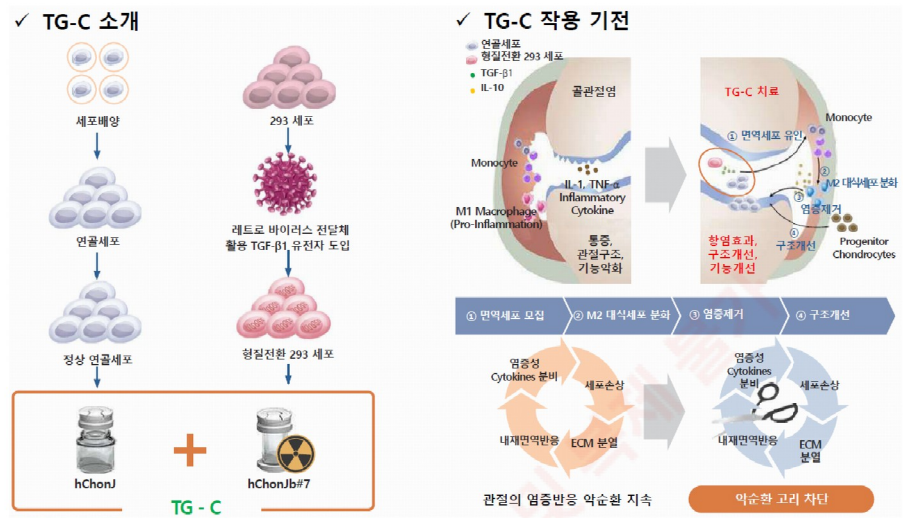 ✓ TG-C 소개
세포배양
293 세포
연골세포
레트로 바이러스 전달체
활용 TGF-β1 유전자 도입
정상 연골세포
형질전환 293 세포
hChonJ
+
hChonJb#7
TG - C
✓ TG-C 작용 기전
연골세포
형질전환 293 세포
TGF-β1
IL-10
골관절염
Monocyte
IL-1, TNF-α
Inflammatory
Cytokine
M1 Macrophage
(Pro-Inflammation)
통증,
관절구조,
기능악화
TG-C 치료
Monocyte
① 면역세포 유인
②
M2 대식세포 분화
③
염증제거
④
구조개선
Progenitor
Chondrocytes
항염효과,
구조개선,
기능개선
① 면역세포 모집
② M2 대식세포 분화
③ 염증제거
④ 구조개선
염증성
Cytokines 분비
세포손상
내재면역반응
ECM 분열
염증성
Cytokines
분비
세포손상
내재면역반응
ECM
분열
관절의 염증반응 악순환 지속
악순환 고리 차단